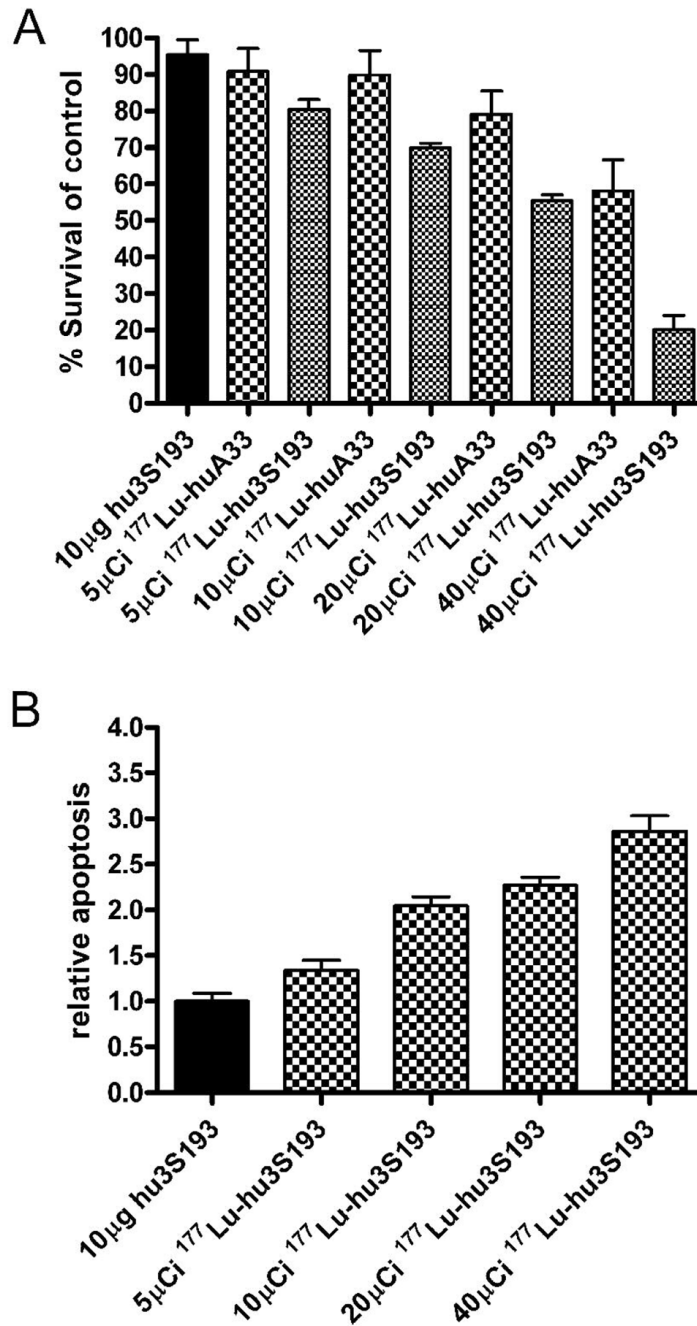 A
% Survival of control
100
90
80
70
60
50
40
30
20
10
0
10μg hu3S193
5μCi ¹⁷⁷Lu-huA33
5μCi ¹⁷⁷Lu-hu3S193
10μCi ¹⁷⁷Lu-huA33
10μCi ¹⁷⁷Lu-hu3S193
20μCi ¹⁷⁷Lu-huA33
20μCi ¹⁷⁷Lu-hu3S193
40μCi ¹⁷⁷Lu-huA33
40μCi ¹⁷⁷Lu-hu3S193
B
relative apoptosis
4.0
3.5
3.0
2.5
2.0
1.5
1.0
0.5
0.0
10μg hu3S193
5μCi ¹⁷⁷Lu-hu3S193
10μCi ¹⁷⁷Lu-hu3S193
20μCi ¹⁷⁷Lu-hu3S193
40μCi ¹⁷⁷Lu-hu3S193